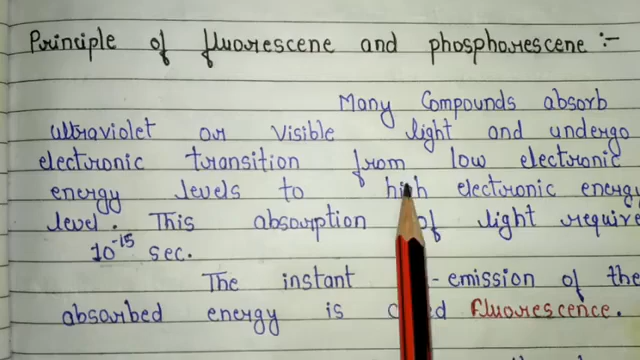 Principle of fluorescene and phosphorescene :-
Many Compounds absorb
ultraviolet or visible light and undergo
electronic transition from low electronic
energy levels to high electronic energy
level. This absorption of light require
10-15 sec.
The instant -emission of the
absorbed energy is fluorescence.